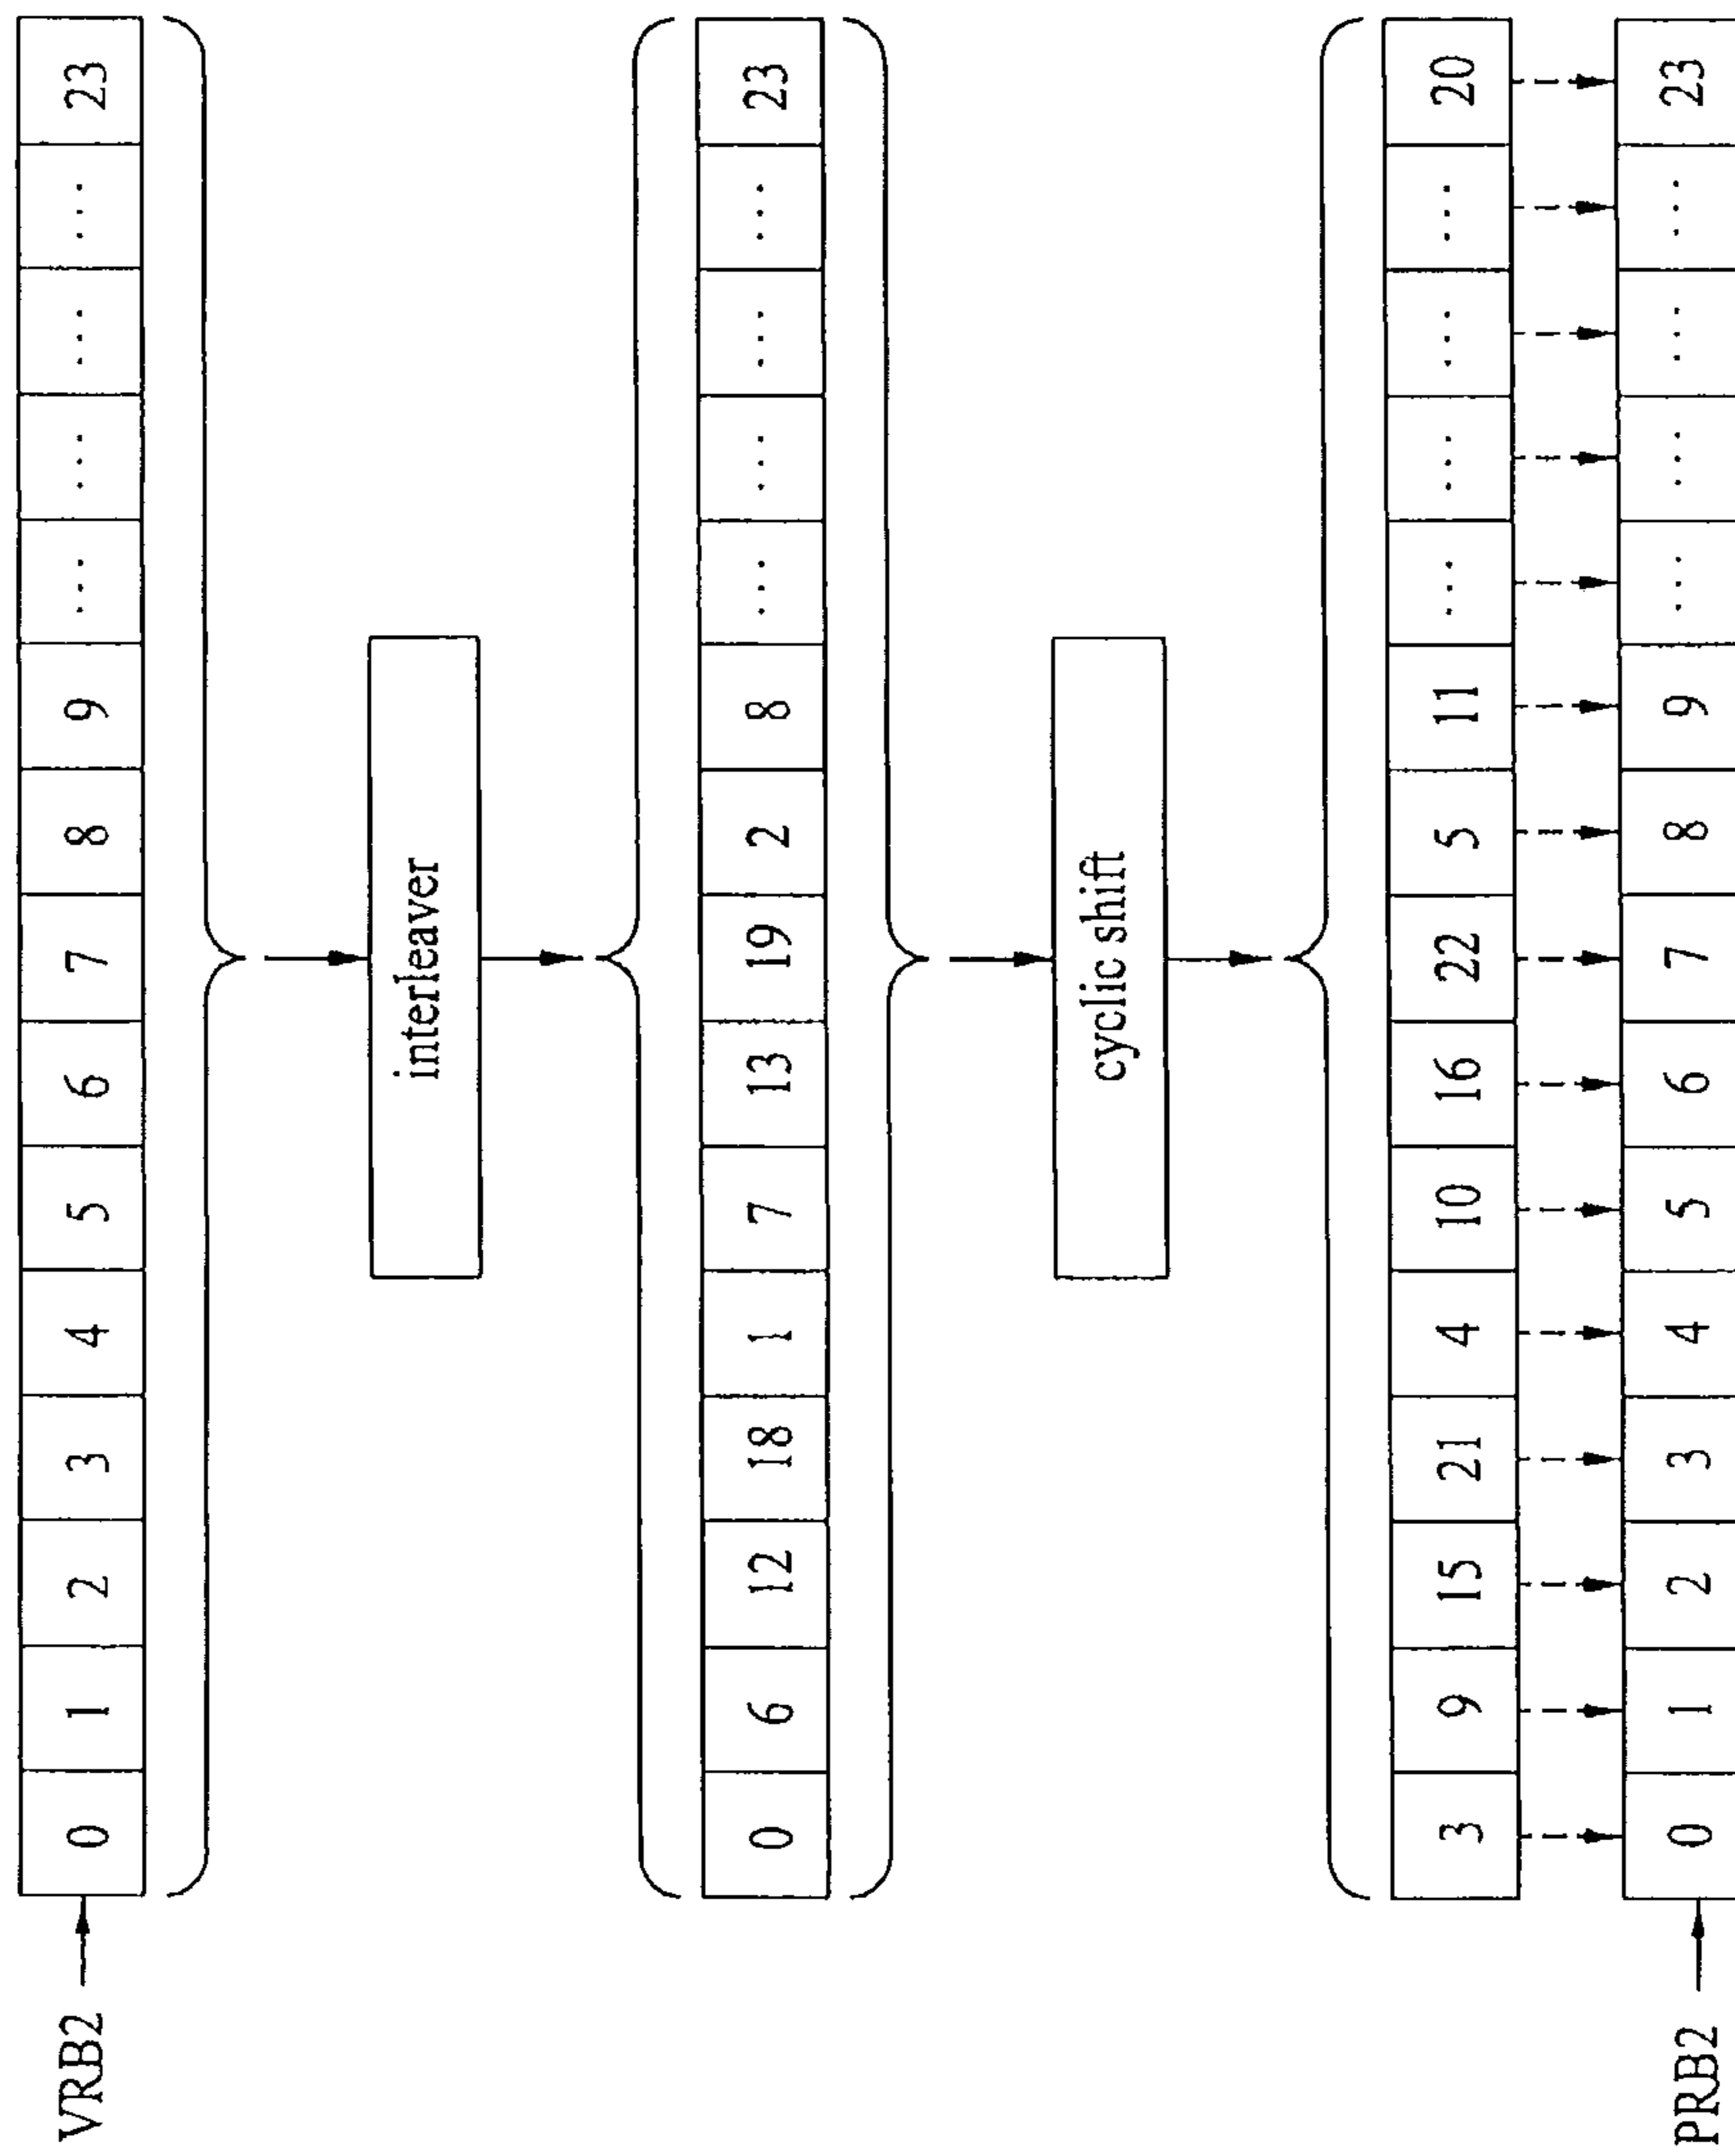 VRB2 0 1 2 3 4 5 6 7 8 9 ... ... ... ... 23
interleaver
0 6 12 18 1 7 13 19 2 8 ... ... ... ... 23
cyclic shift
3 9 15 21 4 10 16 22 5 11 ... ... ... ... 20
PRB2 0 1 2 3 4 5 6 7 8 9 ... ... ... ... 23